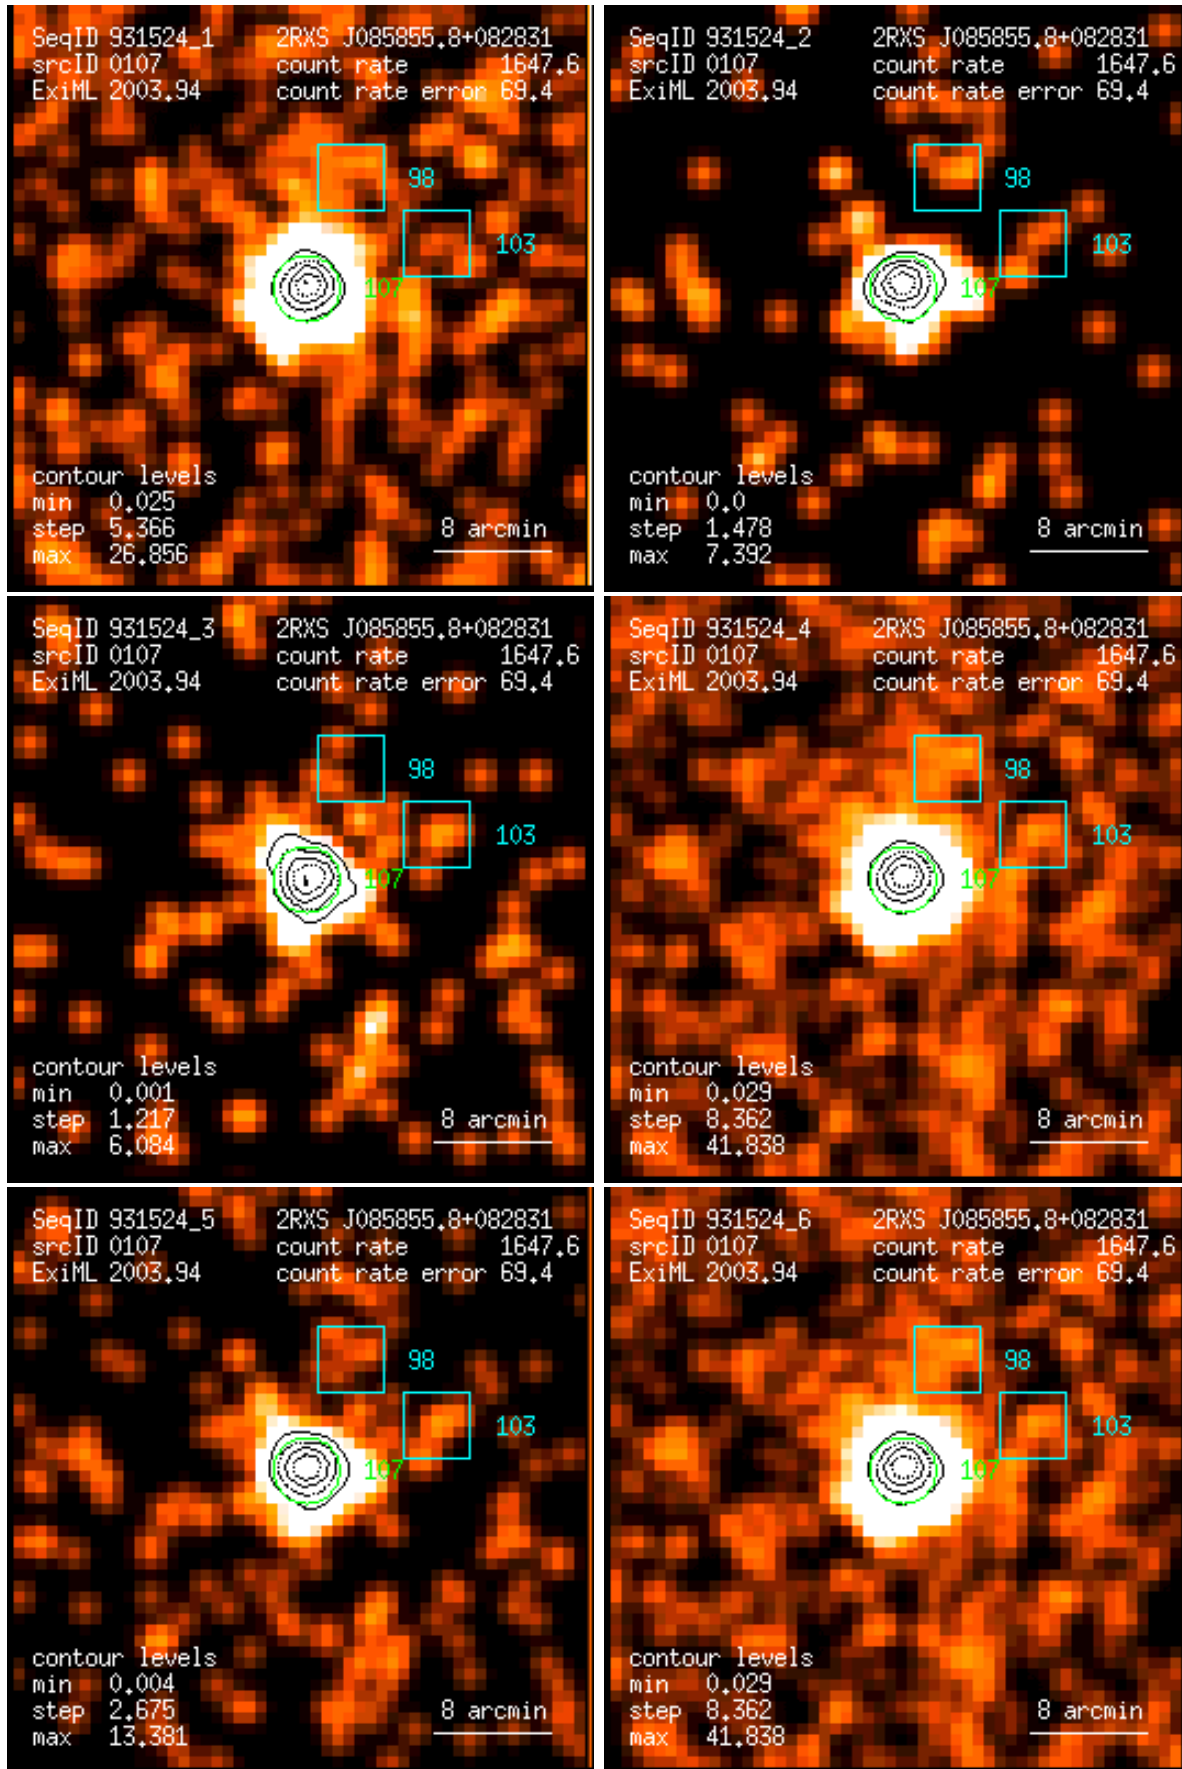 SeqID 931524_1 2RXS J085855.8+082831
srcID 0107 count rate 1647.6
ExiML 2003.94 count rate error 69.4
98
103
107
contour levels
min 0.025
step 5.366 8 arcmin
max 26.856
SeqID 931524_2 2RXS J085855.8+082831
srcID 0107 count rate 1647.6
ExiML 2003.94 count rate error 69.4
98
103
107
contour levels
min 0.0
step 1.478 8 arcmin
max 7.392
SeqID 931524_3 2RXS J085855.8+082831
srcID 0107 count rate 1647.6
ExiML 2003.94 count rate error 69.4
98
103
107
contour levels
min 0.001
step 1.217 8 arcmin
max 6.084
SeqID 931524_4 2RXS J085855.8+082831
srcID 0107 count rate 1647.6
ExiML 2003.94 count rate error 69.4
98
103
107
contour levels
min 0.029
step 8.362 8 arcmin
max 41.838
SeqID 931524_5 2RXS J085855.8+082831
srcID 0107 count rate 1647.6
ExiML 2003.94 count rate error 69.4
98
103
107
contour levels
min 0.004
step 2.675 8 arcmin
max 13.381
SeqID 931524_6 2RXS J085855.8+082831
srcID 0107 count rate 1647.6
ExiML 2003.94 count rate error 69.4
98
103
107
contour levels
min 0.029
step 8.362 8 arcmin
max 41.838